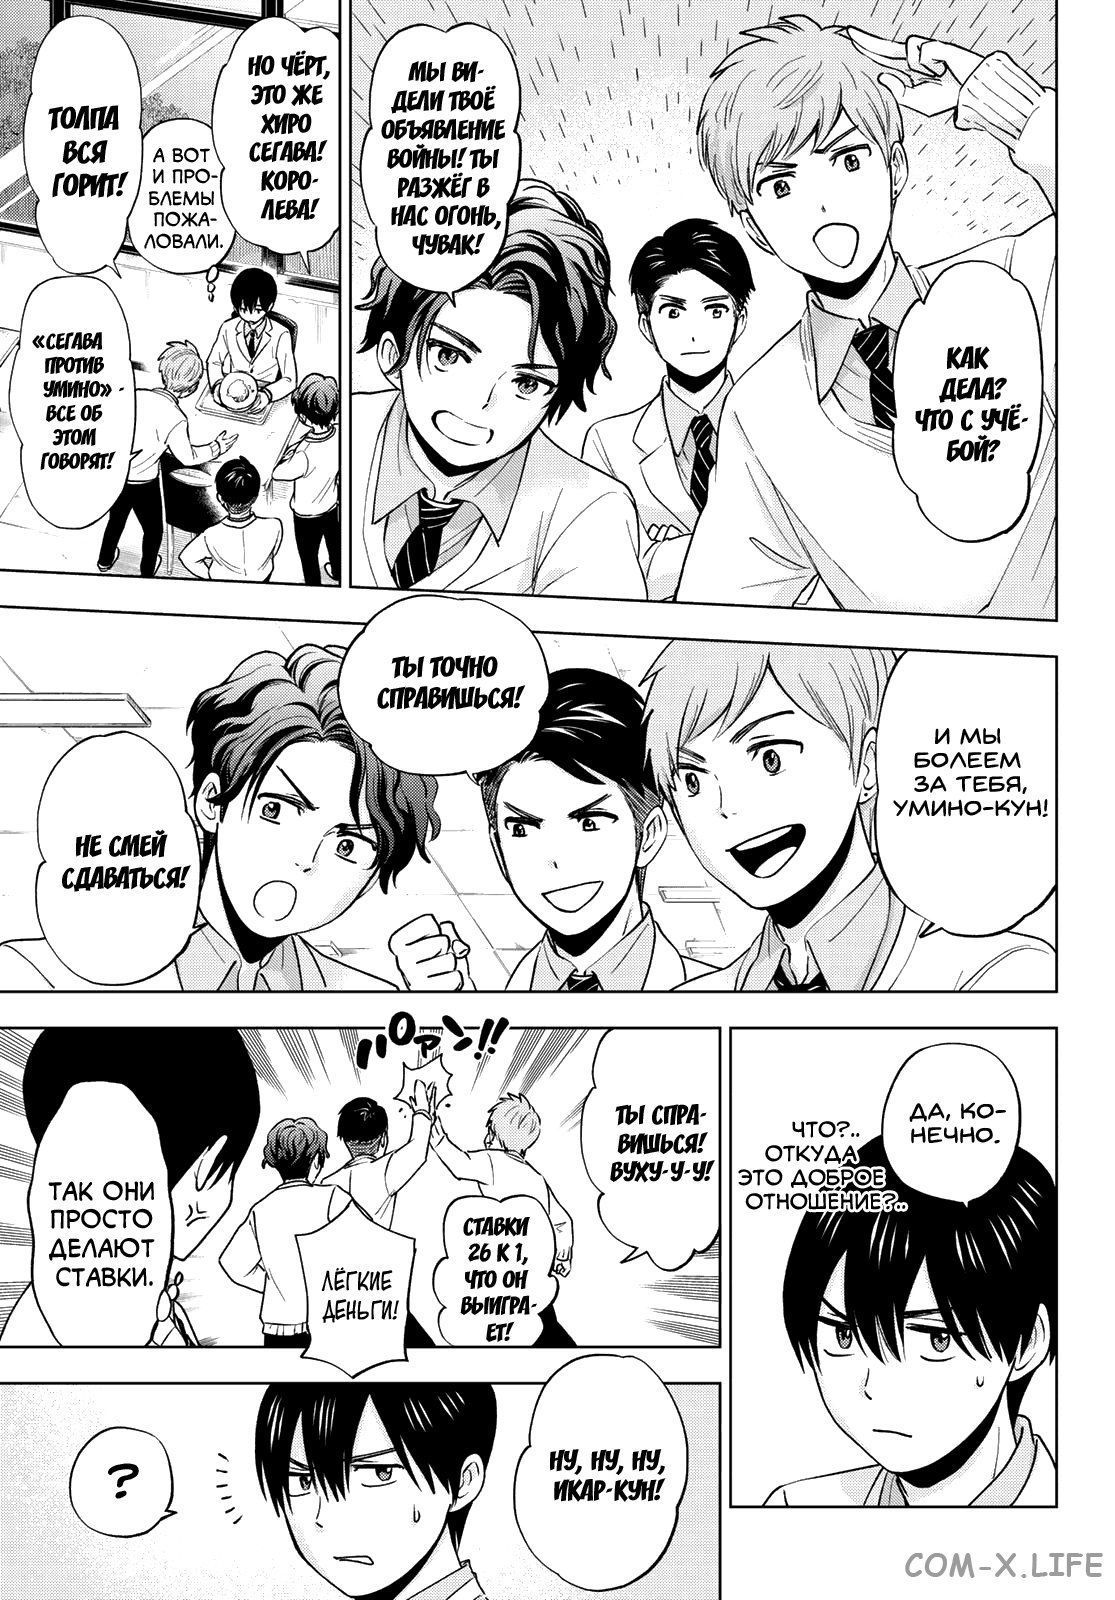 КАК
ДЕЛА?
ЧТО С УЧЁ-
БОЙ?
МЫ ВИ-
ДЕЛИ ТВОЁ
ОБЪЯВЛЕНИЕ
ВОЙНЫ! ТЫ
РАЗЖЁГ В
НАС ОГОНЬ,
ЧУВАК!
НО ЧЁРТ,
ЭТО ЖЕ
ХИРО
СЕГАВА!
КОРО-
ЛЕВА!
А ВОТ
И ПРО-
БЛЕМЫ
ПОЖА-
ЛОВАЛИ.
ТОЛПА
ВСЯ
ГОРИТ!
«СЕГАВА
ПРОТИВ
УМИНО» -
ВСЕ ОБ
ЭТОМ
ГОВОРЯТ!
И МЫ
БОЛЕЕМ
ЗА ТЕБЯ,
УМИНО-КУН!
ТЫ ТОЧНО
СПРАВИШЬСЯ!
НЕ СМЕЙ
СДАВАТЬСЯ!
ДА, КО-
НЕЧНО.
ЧТО?..
ОТКУДА
ЭТО ДОБРОЕ
ОТНОШЕНИЕ?..
ТЫ СПРА-
ВИШЬСЯ!
ВУХУ-У-У!
パァン!!
СТАВКИ
26 К 1,
ЧТО ОН
ВЫИГРА-
ЕТ!
ЛЁГКИЕ
ДЕНЬГИ!
ТАК ОНИ
ПРОСТО
ДЕЛАЮТ
СТАВКИ.
НУ, НУ, НУ,
ИКАР-КУН!
?
COM-X.LIFE